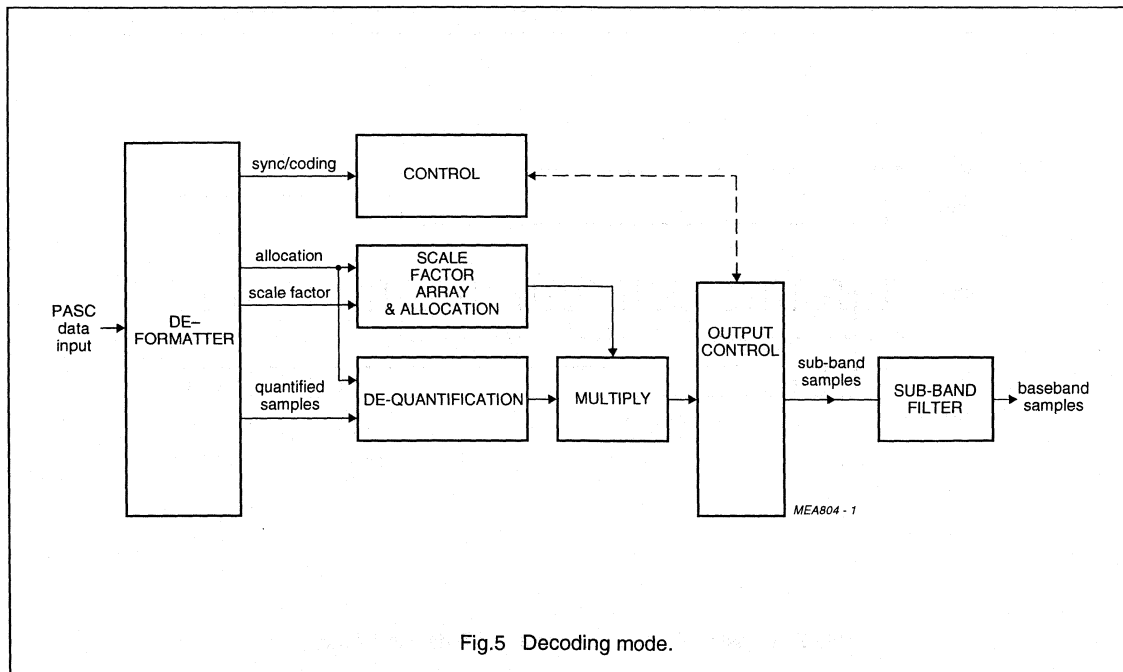 sync/coding
CONTROL
allocation
SCALE
FACTOR
ARRAY
& ALLOCATION
scale factor
PASC
data
input
DE–
FORMATTER
OUTPUT
CONTROL
sub-band
samples
quantified
samples
DE-QUANTIFICATION
MULTIPLY
SUB-BAND
FILTER
baseband
samples
MEA804 - 1
Fig.5 Decoding mode.